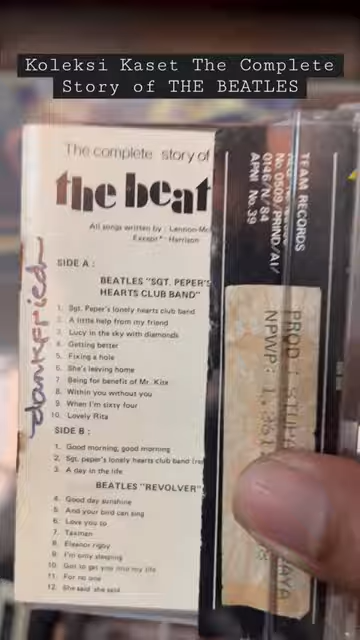 Koleksi Kaset The Complete
Story of THE BEATLES
The complete story of
the beat
All songs written by : Lennon-Mc
Except* - Harrison
SIDE A :
BEATLES "SGT. PEPER'S
HEARTS CLUB BAND"
1. Sgt. Peper's lonely hearts club band
2. A little help from my friend
3. Lucy in the sky with diamonds
4. Getting better
5. Fixing a hole
6. She's leaving home
7. Being for benefit of Mr. Kite
8. Within you without you
9. When I'm sixty four
10. Lovely Rita
SIDE B :
1. Good morning, good morning
2. Sgt. peper's lonely hearts club band
3. A day in the life
BEATLES "REVOLVER"
4. Good day sunshine
5. And your bird can sing
6. Love you to
7. Taxman
8. Eleanor rigby
9. I'm only sleeping
10. Got to get you into my life
11. For no one
12. She said she said
TEAM RECORDS
No. 0509/PRIND/AI/
0146/N/84
APNI No.39
PROD :
NPWP: